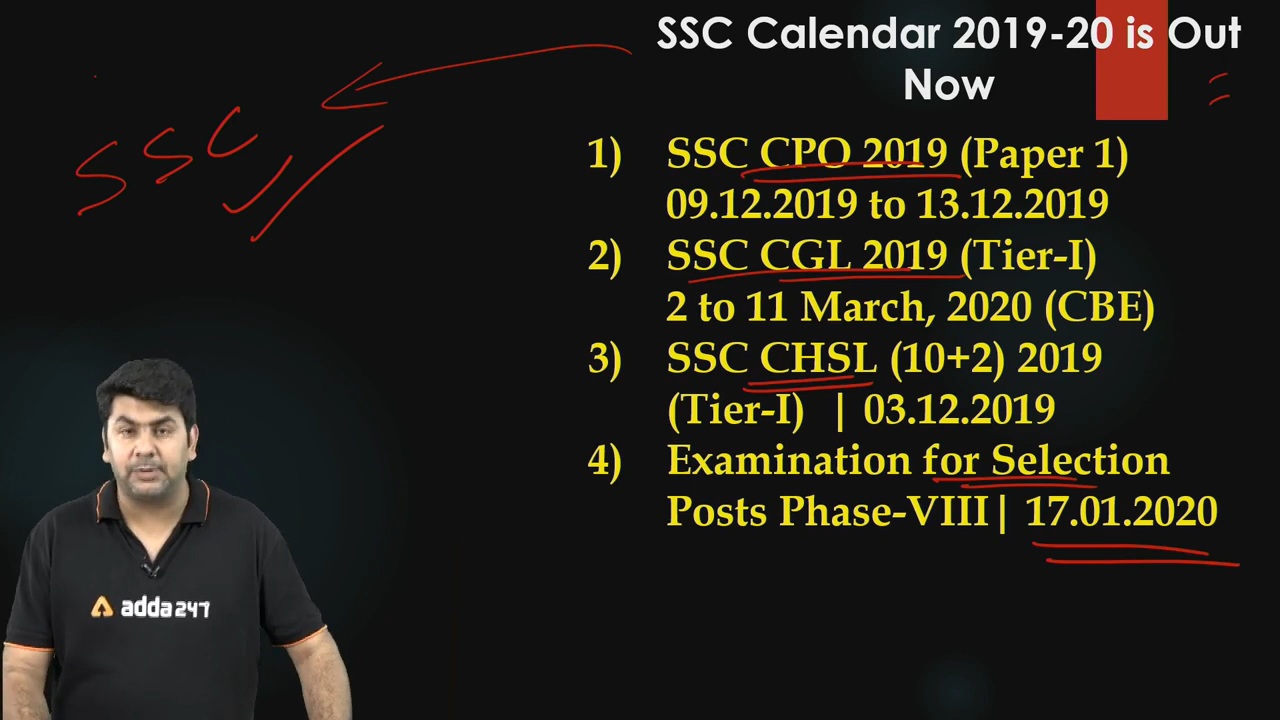 SSC Calendar 2019-20 is Out
Now
SSC
1) SSC CPO 2019 (Paper 1)
09.12.2019 to 13.12.2019
2) SSC CGL 2019 (Tier-I)
2 to 11 March, 2020 (CBE)
3) SSC CHSL (10+2) 2019
(Tier-I) | 03.12.2019
4) Examination for Selection
Posts Phase-VIII| 17.01.2020
adda247